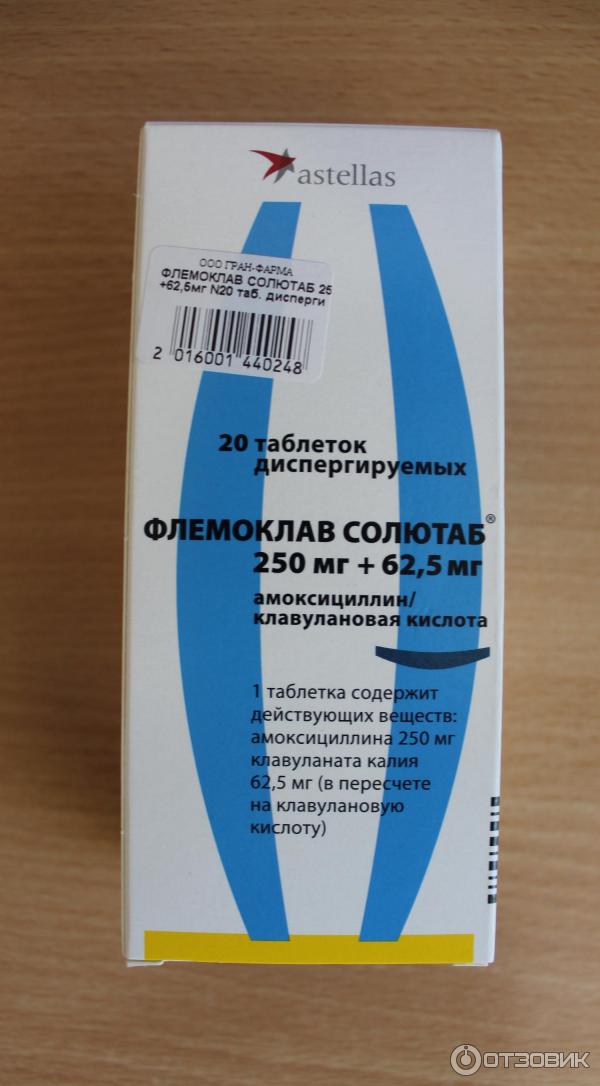 astellas
ООО ГРАН-ФАРМА
ФЛЕМОКЛАВ СОЛЮТАБ 25
+62,5мг N20 таб. дисперги
2 016001 440248
20 таблеток
диспергируемых
ФЛЕМОКЛАВ СОЛЮТАБ®
250 мг + 62,5 мг
амоксициллин/
клавулановая кислота
1 таблетка содержит
действующих веществ:
амоксициллина 250 мг
клавуланата калия
62,5 мг (в пересчете
на клавулановую
кислоту)
ОТЗОВИК